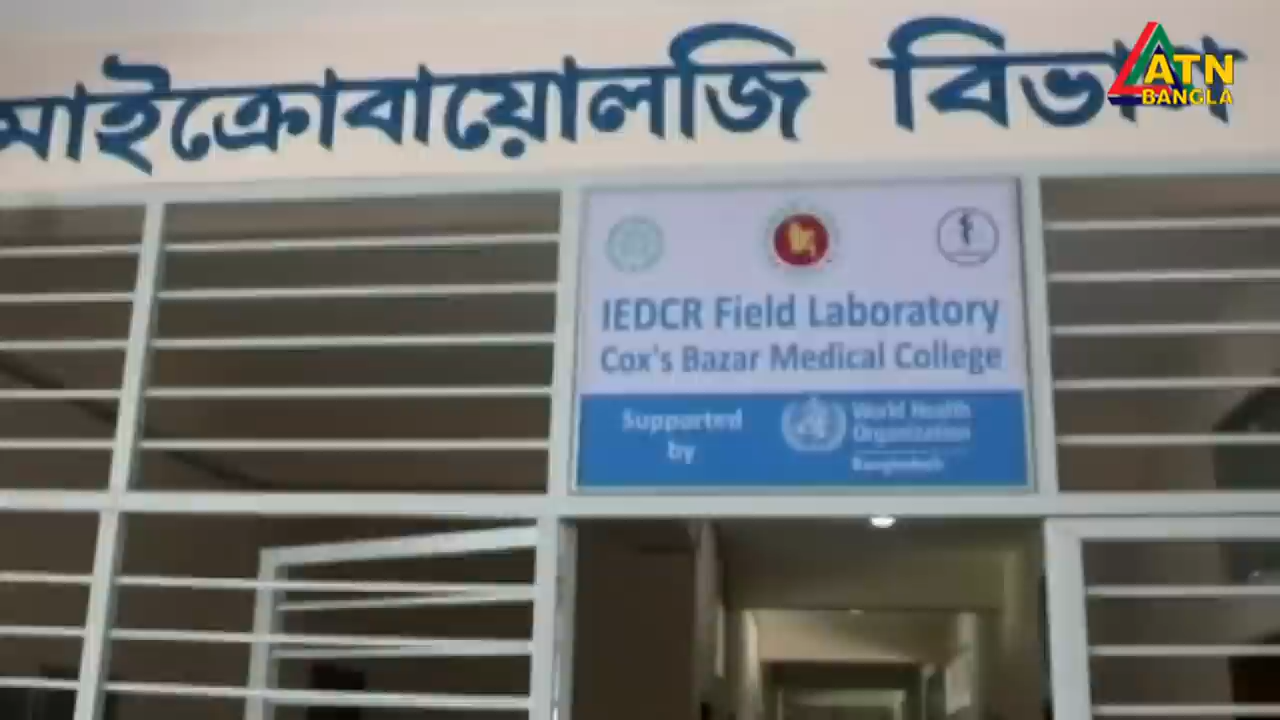 মাইক্রোবায়োলজি বিভাগ
ATN
BANGLA
IEDCR Field Laboratory
Cox's Bazar Medical College
Supported
by
World Health
Organization
Bangladesh